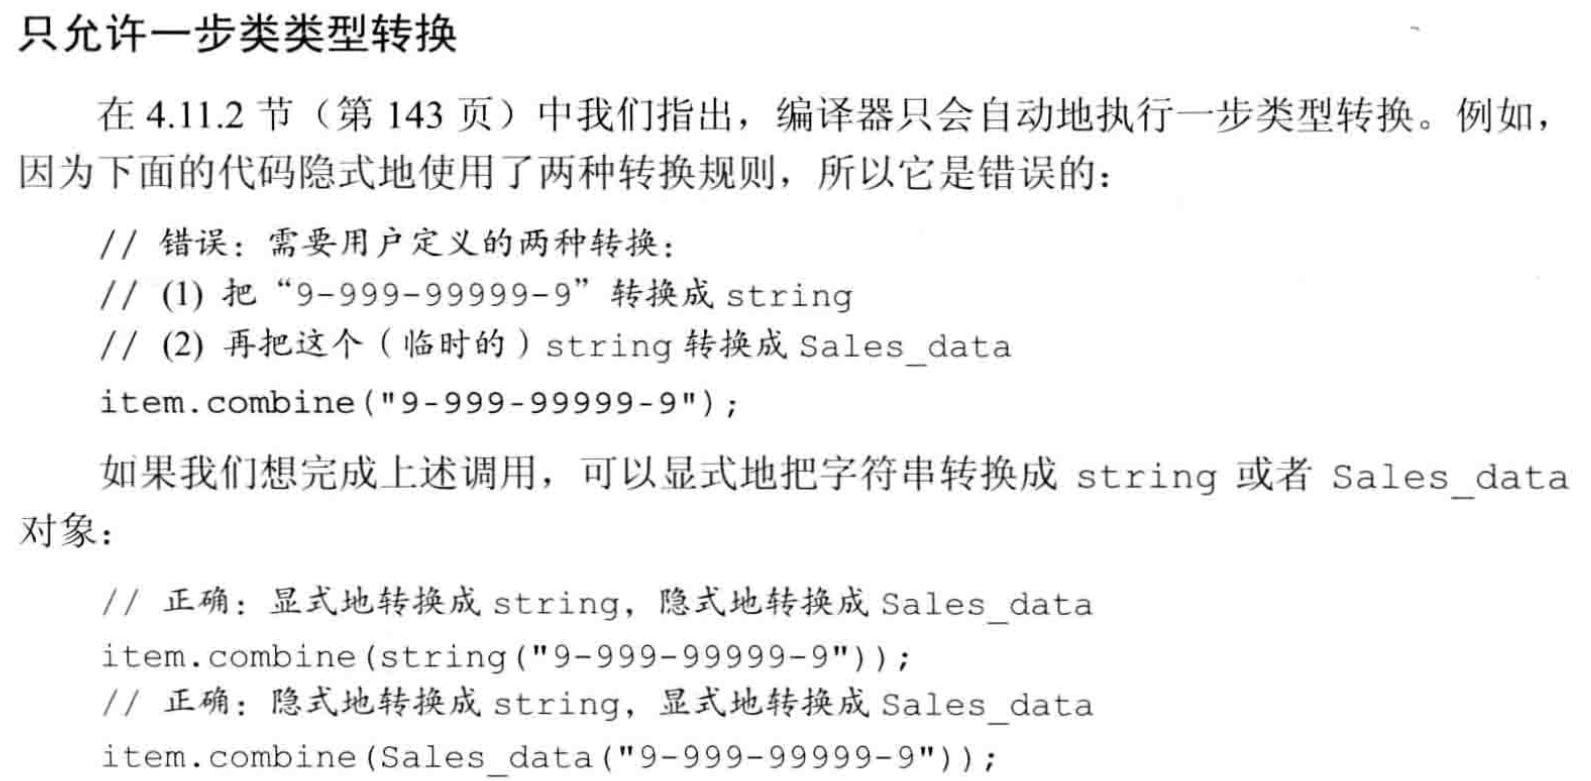 只允许一步类类型转换
在 4.11.2 节（第 143 页）中我们指出，编译器只会自动地执行一步类型转换。例如，
因为下面的代码隐式地使用了两种转换规则，所以它是错误的：
// 错误：需要用户定义的两种转换：
// (1) 把“9-999-99999-9”转换成 string
// (2) 再把这个（临时的）string 转换成 Sales_data
item.combine("9-999-99999-9");
如果我们想完成上述调用，可以显式地把字符串转换成 string 或者 Sales_data
对象：
// 正确：显式地转换成 string，隐式地转换成 Sales_data
item.combine(string("9-999-99999-9"));
// 正确：隐式地转换成 string，显式地转换成 Sales_data
item.combine(Sales_data("9-999-99999-9"));